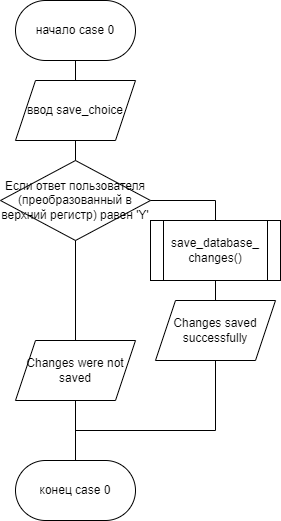 начало case 0
ввод save_choice
Если ответ пользователя
(преобразованный в
верхний регистр) равен 'Y'
save_database_
changes()
Changes saved
successfully
Changes were not
saved
конец case 0